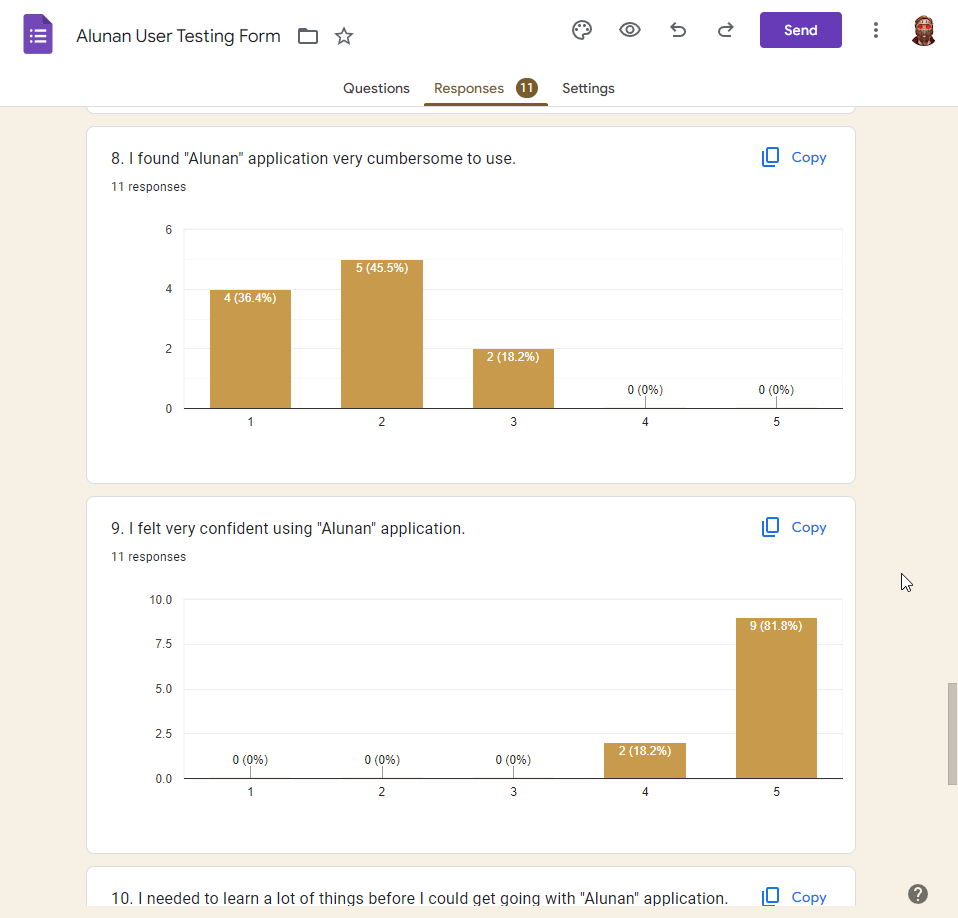 Alunan User Testing Form
Send
Questions
Responses 11
Settings
8. I found "Alunan" application very cumbersome to use.
Copy
11 responses
6
4
2
0
4 (36.4%)
5 (45.5%)
2 (18.2%)
0 (0%)
0 (0%)
1 2 3 4 5
9. I felt very confident using "Alunan" application.
Copy
11 responses
10.0
7.5
5.0
2.5
0.0
0 (0%)
0 (0%)
0 (0%)
2 (18.2%)
9 (81.8%)
1 2 3 4 5
10. I needed to learn a lot of things before I could get going with "Alunan" application.
Copy